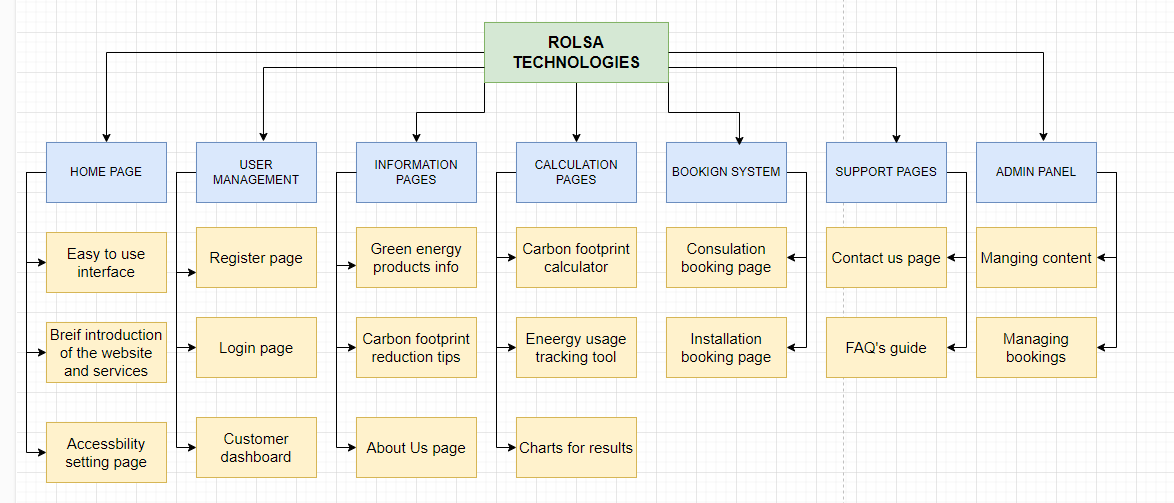 ROLSA
TECHNOLOGIES
HOME PAGE
USER
MANAGEMENT
INFORMATION
PAGES
CALCULATION
PAGES
BOOKIGN SYSTEM
SUPPORT PAGES
ADMIN PANEL
Easy to use
interface
Register page
Green energy
products info
Carbon footprint
calculator
Consulation
booking page
Contact us page
Manging content
Breif introduction
of the website
and services
Login page
Carbon footprint
reduction tips
Eneergy usage
tracking tool
Installation
booking page
FAQ's guide
Managing
bookings
Accessbility
setting page
Customer
dashboard
About Us page
Charts for results